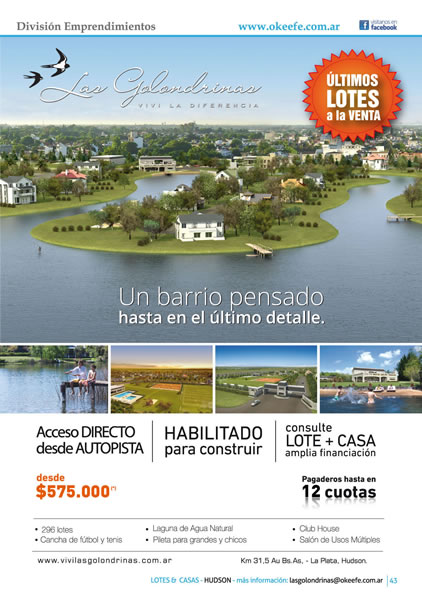 División Emprendimientos
www.okeefe.com.ar
visitanos en
facebook
Las Golondrinas
VIVI LA DIFERENCIA
ÚLTIMOS
LOTES
a la VENTA
Un barrio pensado
hasta en el último detalle.
Acceso DIRECTO
desde AUTOPISTA
HABILITADO
para construir
consulte
LOTE + CASA
amplia financiación
desde
$575.000(*)
Pagaderos hasta en
12 cuotas
• 296 lotes
• Cancha de fútbol y tenis
• Laguna de Agua Natural
• Pileta para grandes y chicos
• Club House
• Salón de Usos Múltiples
www.vivilasgolondrinas.com.ar
Km 31,5 Au Bs.As, - La Plata, Hudson.
LOTES & CASAS - HUDSON - más información: lasgolondrinas@okeefe.com.ar | 43